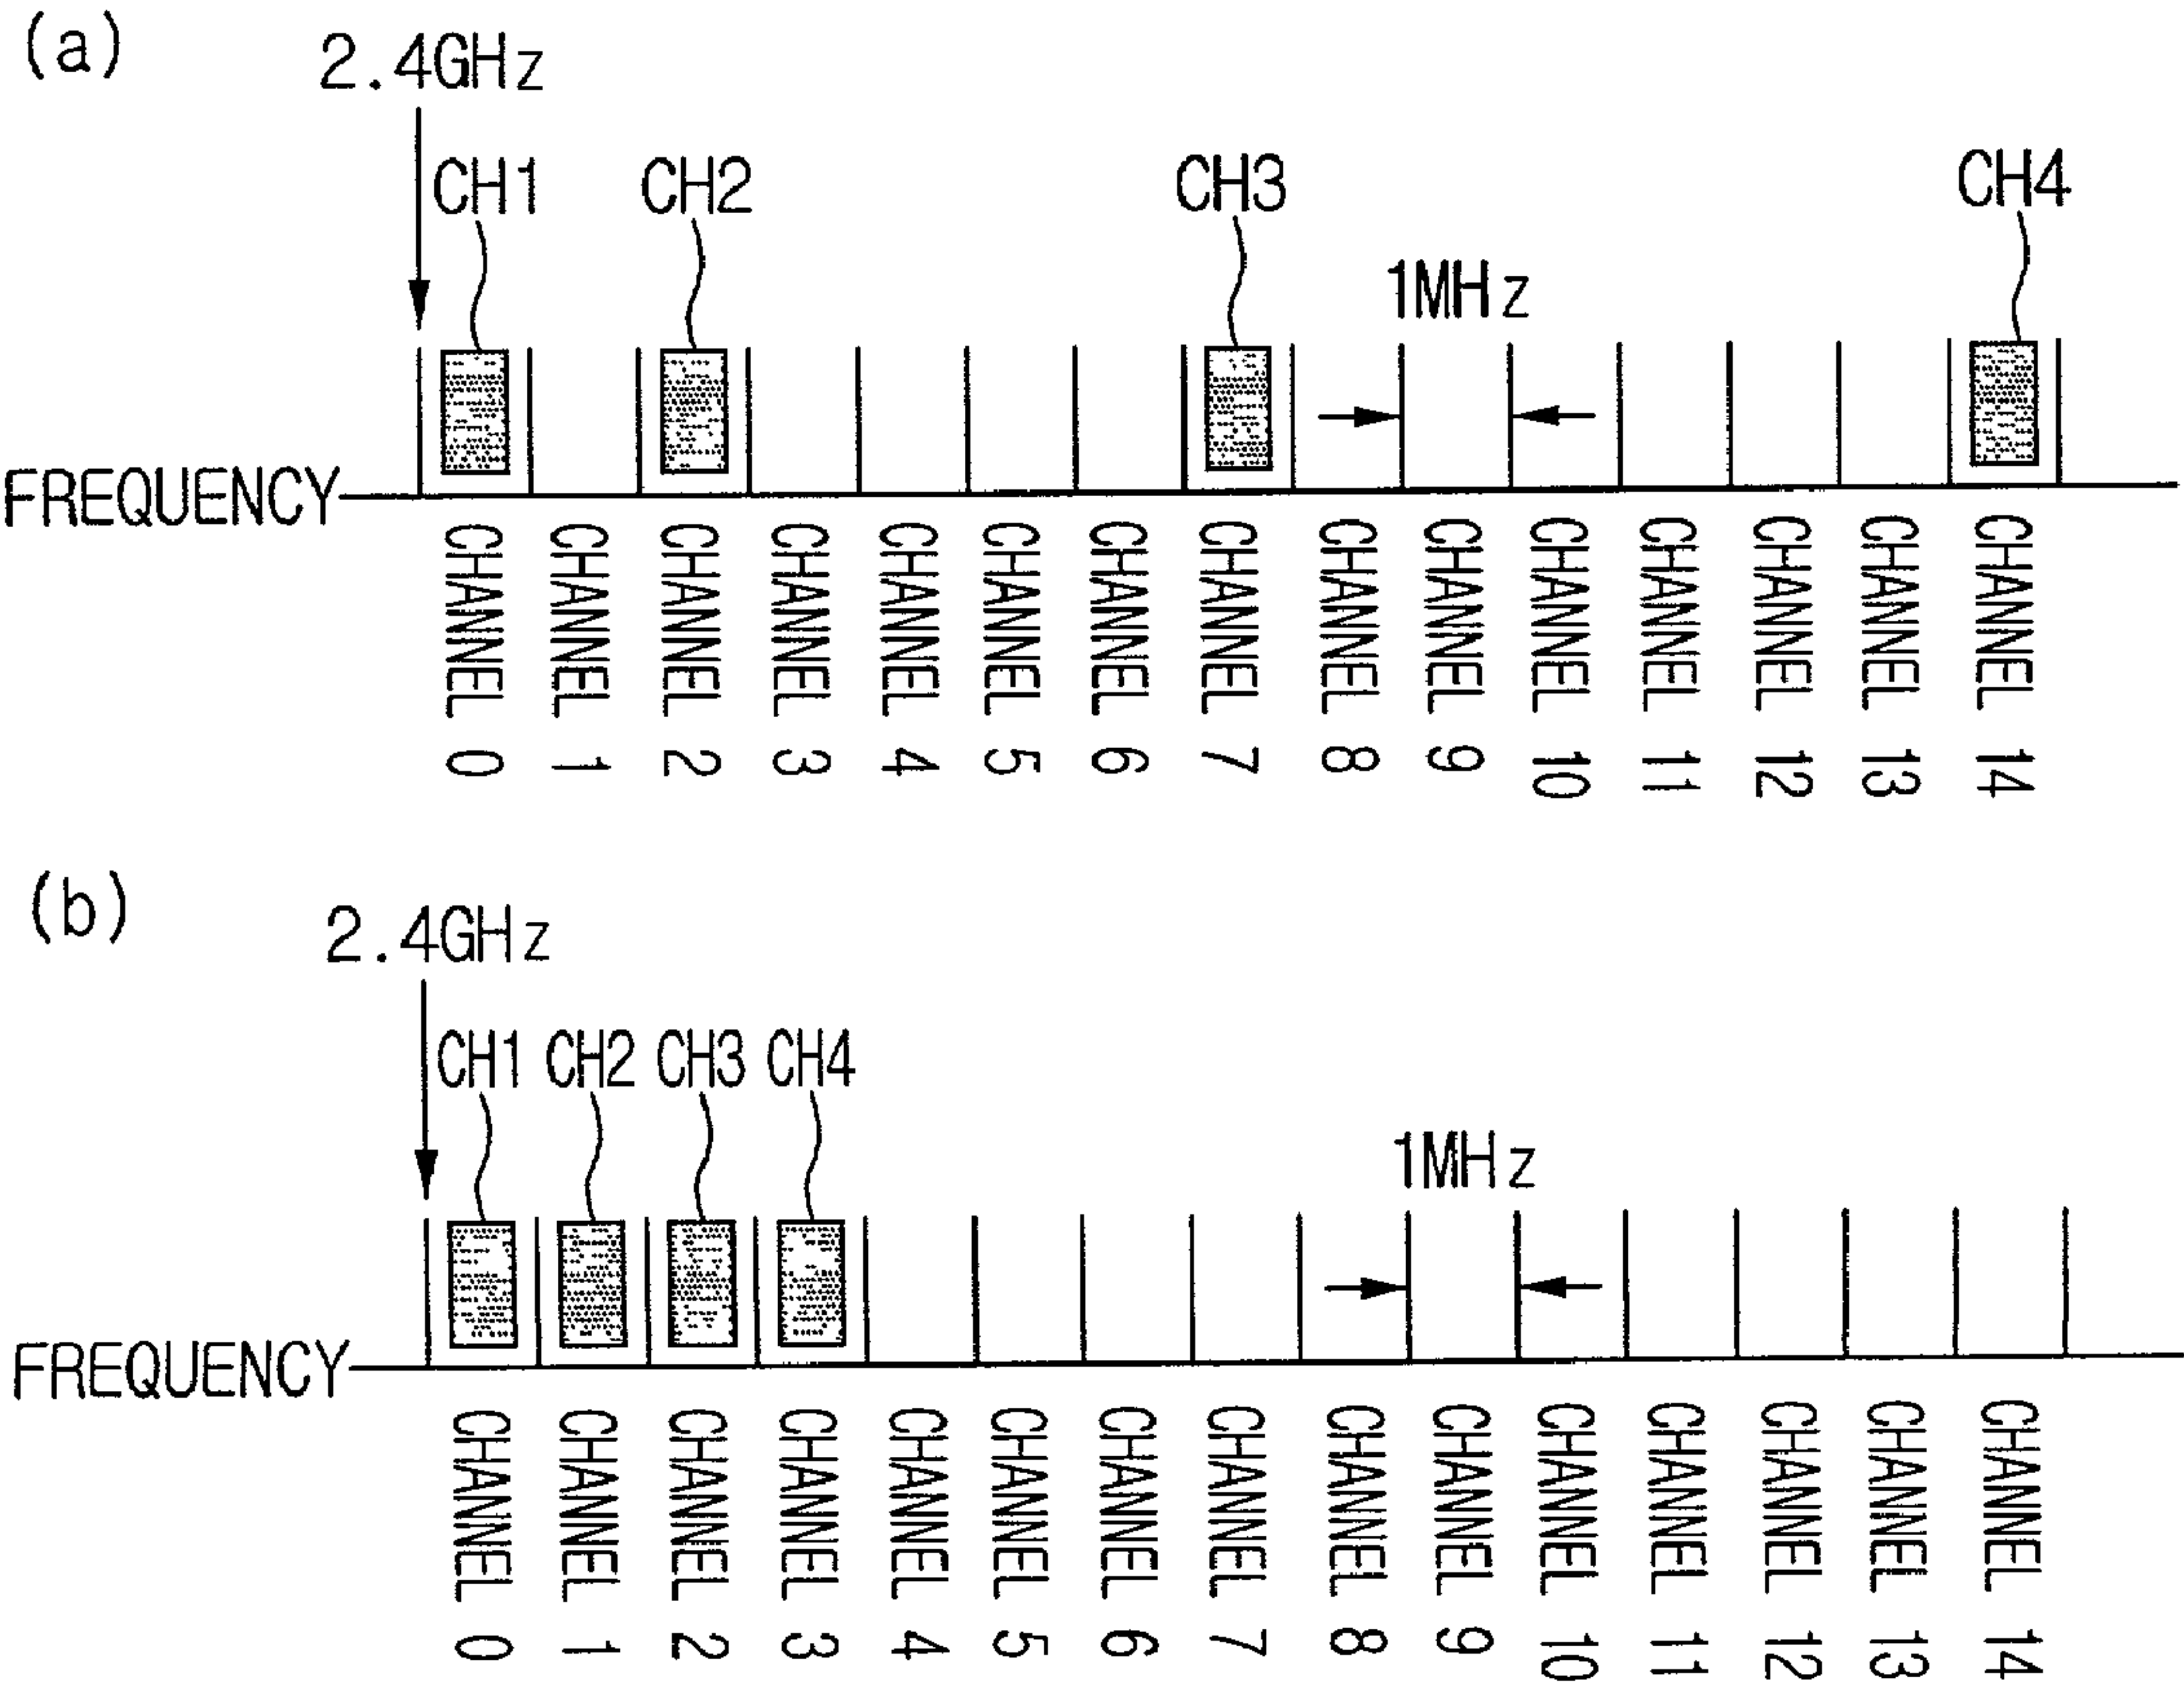 (a)
2.4GHz
CH1 CH2 CH3 CH4
1MHz
FREQUENCY
CHANNEL 0
CHANNEL 1
CHANNEL 2
CHANNEL 3
CHANNEL 4
CHANNEL 5
CHANNEL 6
CHANNEL 7
CHANNEL 8
CHANNEL 9
CHANNEL 10
CHANNEL 11
CHANNEL 12
CHANNEL 13
CHANNEL 14
(b)
2.4GHz
CH1 CH2 CH3 CH4
1MHz
FREQUENCY
CHANNEL 0
CHANNEL 1
CHANNEL 2
CHANNEL 3
CHANNEL 4
CHANNEL 5
CHANNEL 6
CHANNEL 7
CHANNEL 8
CHANNEL 9
CHANNEL 10
CHANNEL 11
CHANNEL 12
CHANNEL 13
CHANNEL 14